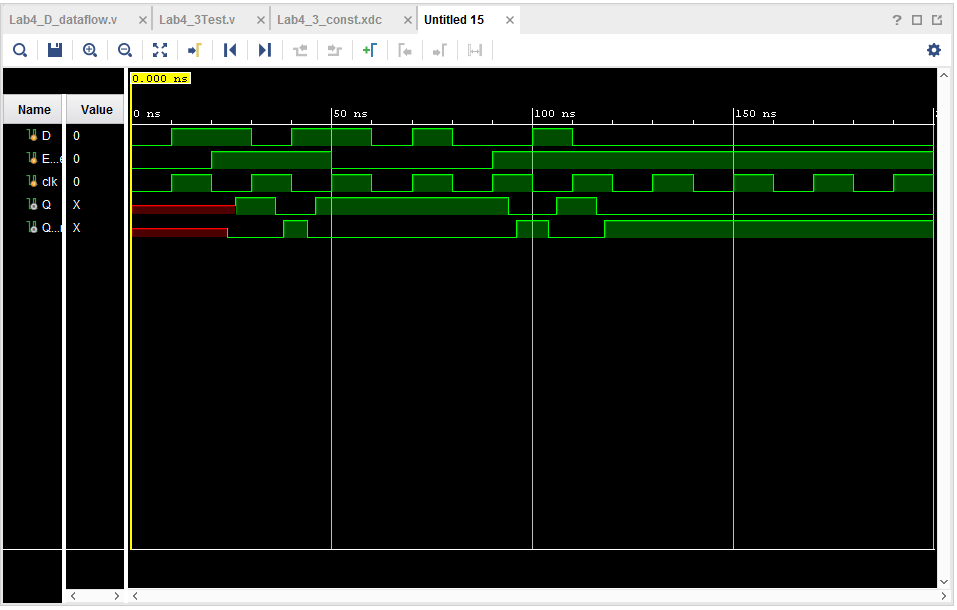 Lab4_D_dataflow.v × Lab4_3Test.v × Lab4_3_const.xdc × Untitled 15 × ?
0.000 ns
Name Value
0 ns 50 ns 100 ns 150 ns
D 0
E...e 0
clk 0
Q X
Q... X